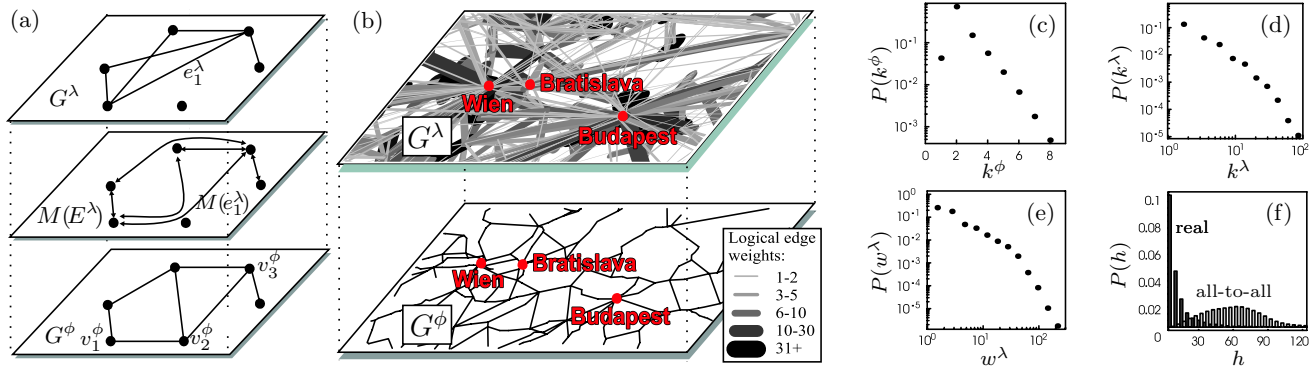 (a)
G^λ
e_1^λ
M(E^λ)
M(e_1^λ)
G^ϕ
v_1^ϕ
v_2^ϕ
v_3^ϕ
(b)
Wien
Bratislava
Budapest
G^λ
Wien
Bratislava
Budapest
G^ϕ
Logical edge
weights:
1-2
3-5
6-10
10-30
31+
(c)
P(k^ϕ)
10^-1
10^-2
10^-3
0 2 4 6 8
k^ϕ
(d)
P(k^λ)
10^-1
10^-2
10^-3
10^-4
10^-5
10^0 10^1 10^2
k^λ
(e)
P(w^λ)
10^0
10^-1
10^-2
10^-3
10^-4
10^-5
10^0 10^1 10^2
w^λ
(f)
P(h)
0.1
0.08
0.06
0.04
0.02
0
real
all-to-all
30 60 90 120
h